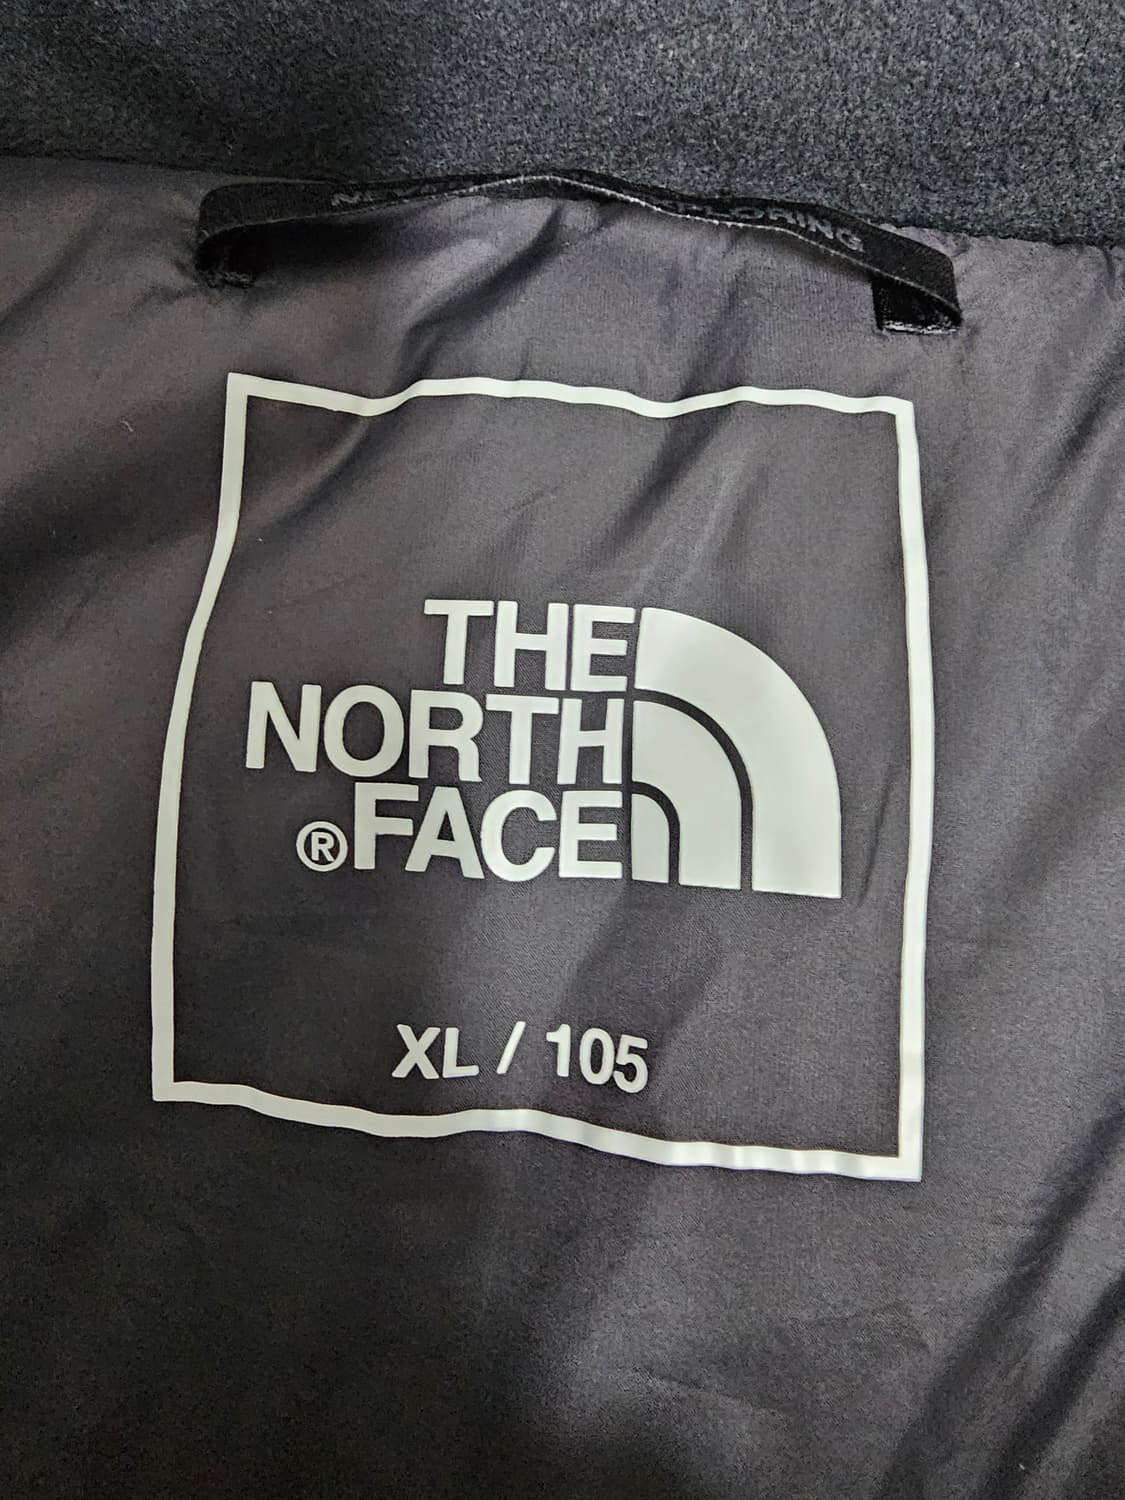 THE
NORTH
®FACE
XL / 105